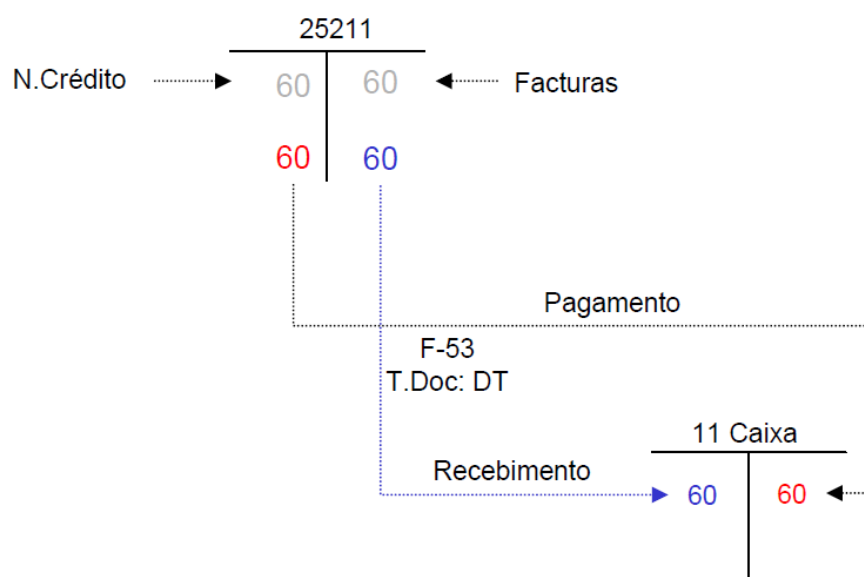 25211
N.Crédito
60
60
Facturas
60
60
Pagamento
F-53
T.Doc: DT
11 Caixa
Recebimento
60
60